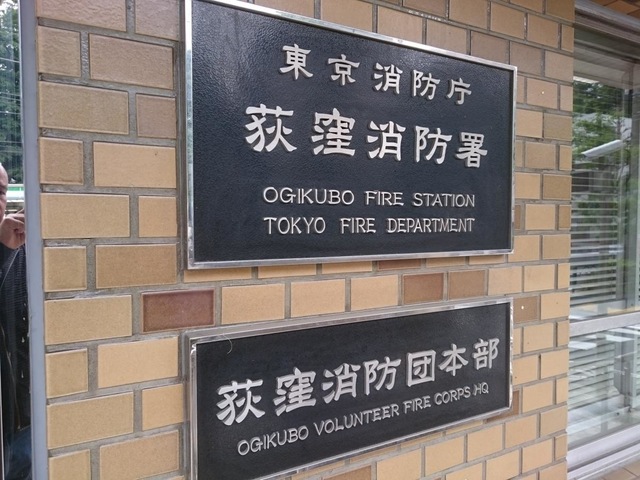 東京消防庁
荻窪消防署
OGIKUBO FIRE STATION
TOKYO FIRE DEPARTMENT
荻窪消防団本部
OGIKUBO VOLUNTEER FIRE CORPS HQ